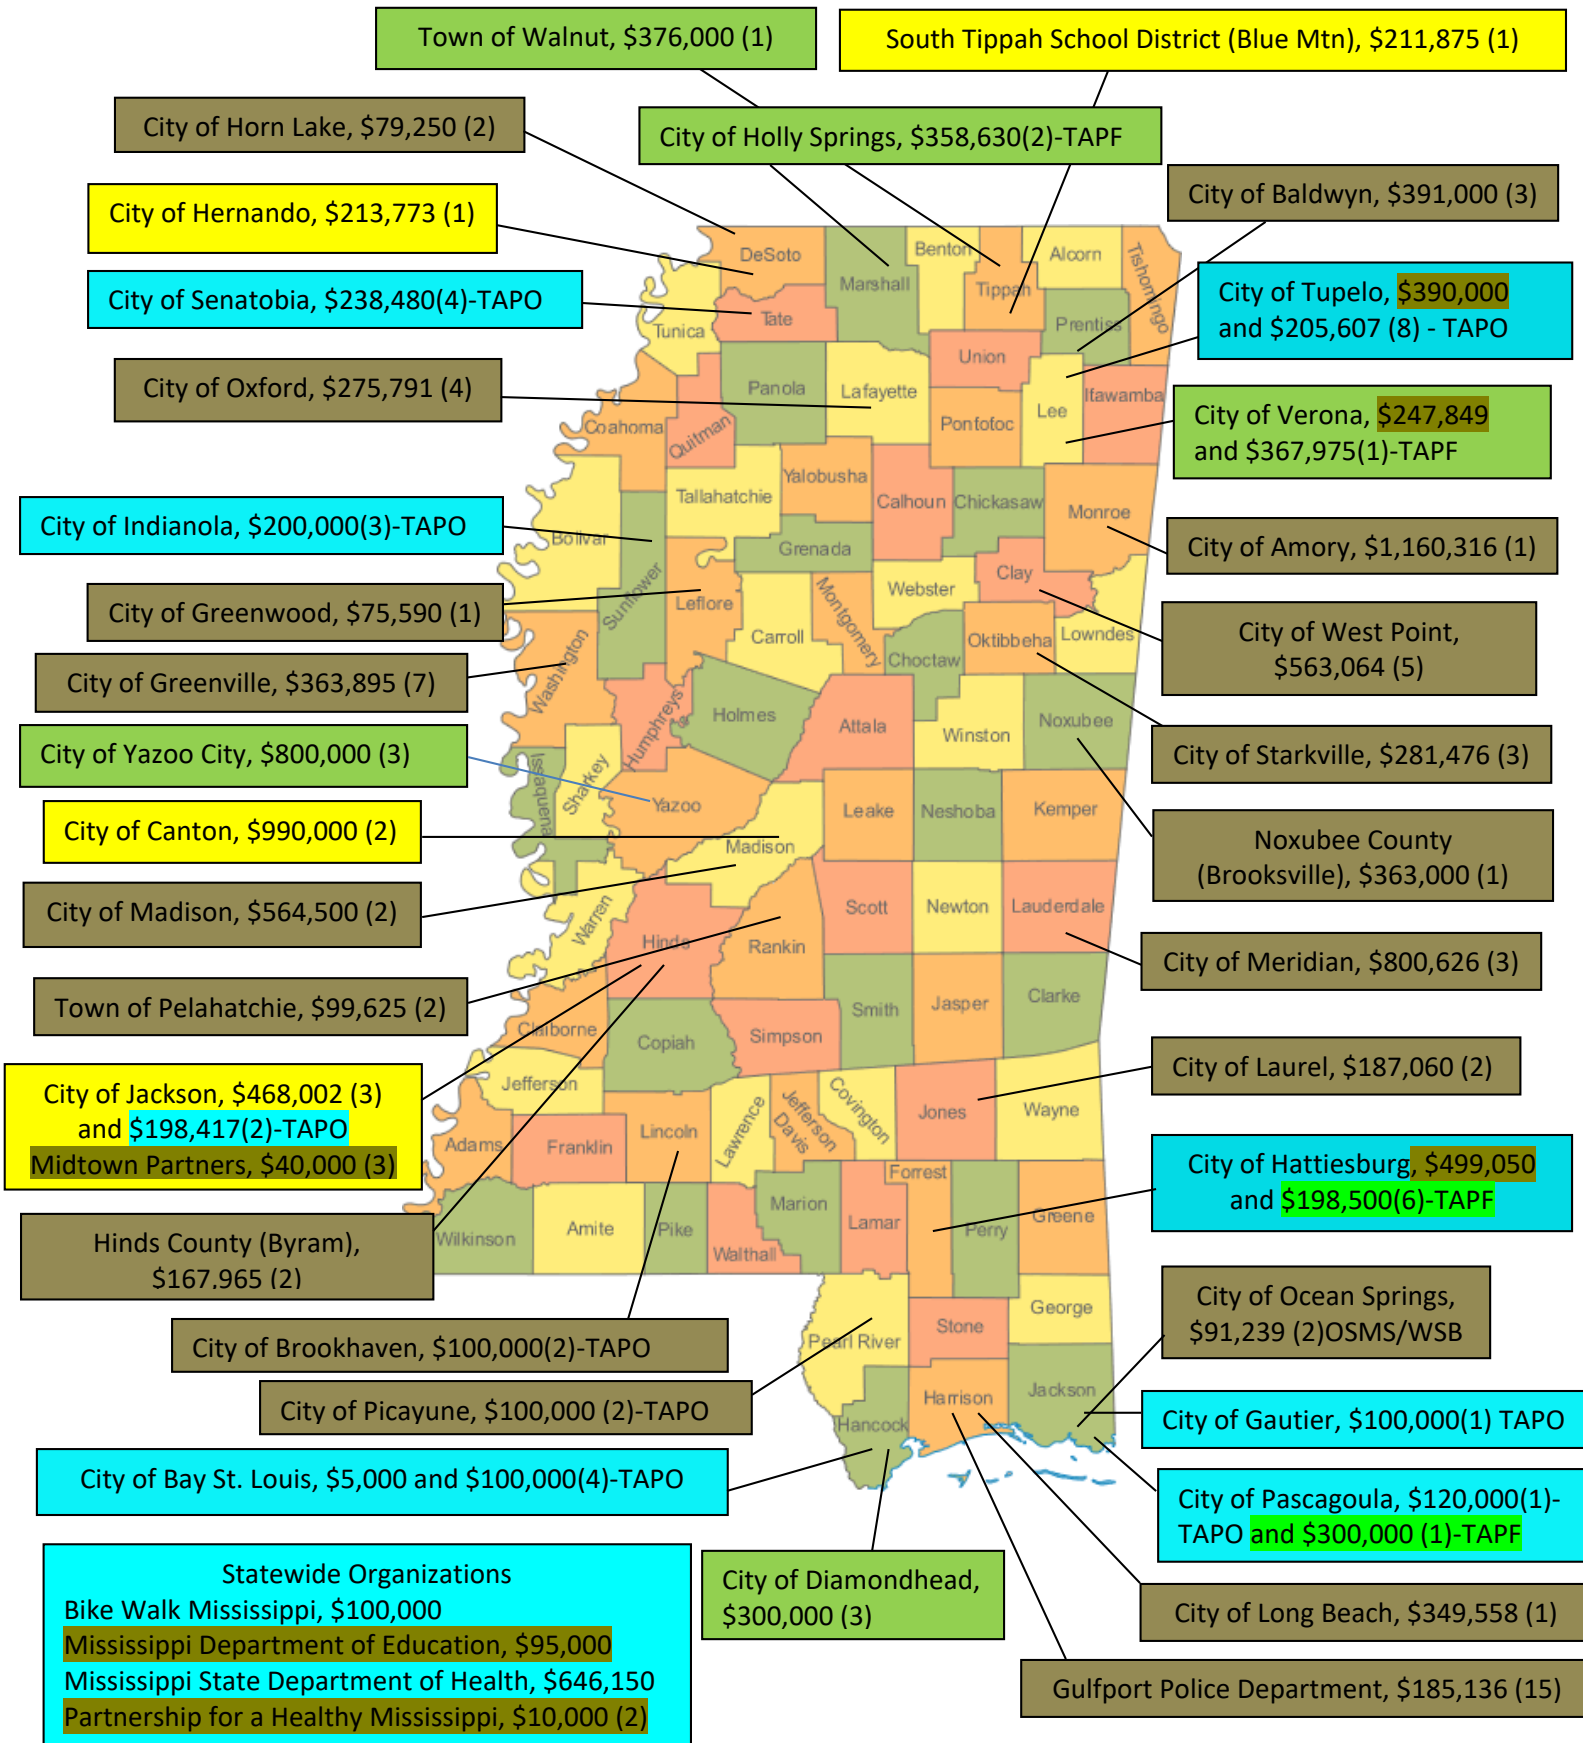 Town of Walnut, $376,000 (1)
South Tippah School District (Blue Mtn), $211,875 (1)
City of Horn Lake, $79,250 (2)
City of Holly Springs, $358,630(2)-TAPF
City of Baldwyn, $391,000 (3)
City of Hernando, $213,773 (1)
City of Senatobia, $238,480(4)-TAPO
City of Tupelo, $390,000
and $205,607 (8) - TAPO
City of Oxford, $275,791 (4)
City of Verona, $247,849
and $367,975(1)-TAPF
City of Indianola, $200,000(3)-TAPO
City of Amory, $1,160,316 (1)
City of Greenwood, $75,590 (1)
City of West Point,
$563,064 (5)
City of Greenville, $363,895 (7)
City of Yazoo City, $800,000 (3)
City of Starkville, $281,476 (3)
City of Canton, $990,000 (2)
Noxubee County
(Brooksville), $363,000 (1)
City of Madison, $564,500 (2)
City of Meridian, $800,626 (3)
Town of Pelahatchie, $99,625 (2)
City of Laurel, $187,060 (2)
City of Jackson, $468,002 (3)
and $198,417(2)-TAPO
Midtown Partners, $40,000 (3)
City of Hattiesburg, $499,050
and $198,500(6)-TAPF
Hinds County (Byram),
$167,965 (2)
City of Ocean Springs,
$91,239 (2)OSMS/WSB
City of Brookhaven, $100,000(2)-TAPO
City of Picayune, $100,000 (2)-TAPO
City of Gautier, $100,000(1) TAPO
City of Bay St. Louis, $5,000 and $100,000(4)-TAPO
City of Pascagoula, $120,000(1)-
TAPO and $300,000 (1)-TAPF
Statewide Organizations
Bike Walk Mississippi, $100,000
Mississippi Department of Education, $95,000
Mississippi State Department of Health, $646,150
Partnership for a Healthy Mississippi, $10,000 (2)
City of Diamondhead,
$300,000 (3)
City of Long Beach, $349,558 (1)
Gulfport Police Department, $185,136 (15)
DeSoto
Marshall
Benton
Tippah
Alcorn
Tishomingo
Tunica
Tate
Prentiss
Union
Panola
Lafayette
Pontotoc
Lee
Itawamba
Coahoma
Quitman
Yalobusha
Calhoun
Chickasaw
Monroe
Tallahatchie
Bolivar
Sunflower
Grenada
Leflore
Carroll
Montgomery
Webster
Clay
Choctaw
Oktibbeha
Lowndes
Washington
Humphreys
Holmes
Attala
Winston
Noxubee
Issaquena
Sharkey
Yazoo
Leake
Neshoba
Kemper
Madison
Warren
Hinds
Rankin
Scott
Newton
Lauderdale
Claiborne
Copiah
Simpson
Smith
Jasper
Clarke
Jefferson
Adams
Franklin
Lincoln
Lawrence
Jefferson
Davis
Covington
Jones
Wayne
Wilkinson
Amite
Pike
Walthall
Marion
Lamar
Forrest
Perry
Greene
Pearl River
Stone
George
Hancock
Harrison
Jackson